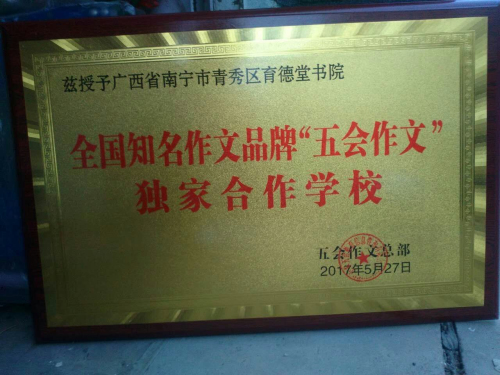 兹授予广西省南宁市青秀区育德堂书院
全国知名作文品牌“五会作文”
独家合作学校
五会作文总部
2017年5月27日